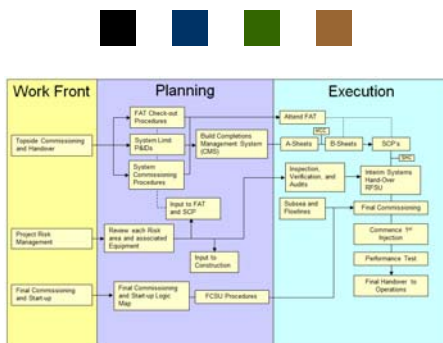 Work Front
Planning
Execution
FAT Check-out
Procedures
Attend FAT
Topside Commissioning
and Handover
System Limit
P&IDs
Build Completions
Management System
(CMS)
A-Sheets
B-Sheets
SCP's
System
Commissioning
Procedures
Inspection,
Verification, and
Audits
Interim Systems
Hand-Over
RFSU
Input to FAT
and SCP
Subsea and
Flowlines
Final Commissioning
Project Risk
Management
Review each Risk
area and associated
Equipment
Commence 1st
Injection
Input to
Construction
Performance Test
Final Commissioning
and Start-up
Final Commissioning
and Start-up Logic
Map
FCSU Procedures
Final Handover to
Operations